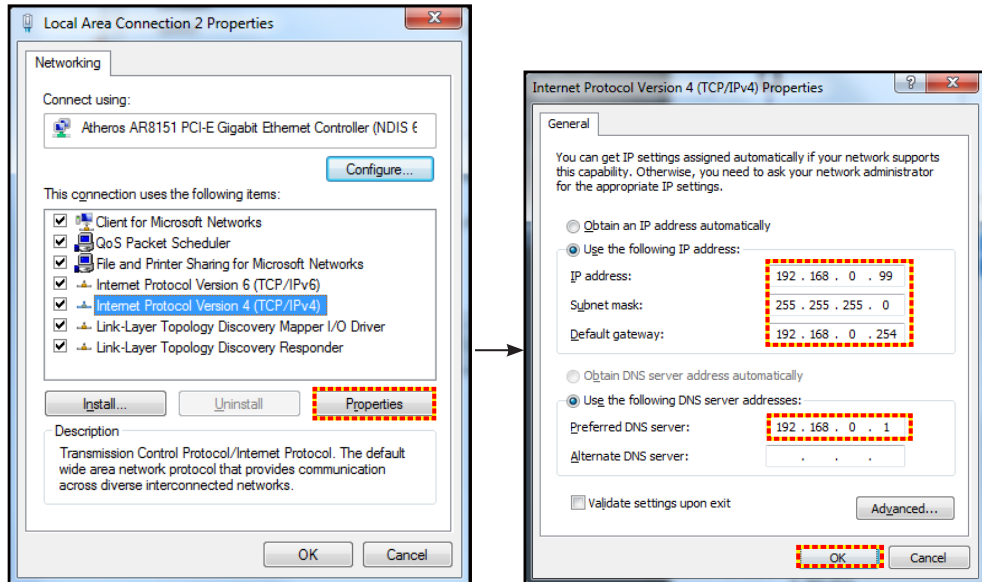 Local Area Connection 2 Properties
Networking
Connect using:
Atheros AR8151 PCI-E Gigabit Ethernet Controller (NDIS 6
Configure...
This connection uses the following items:
Client for Microsoft Networks
QoS Packet Scheduler
File and Printer Sharing for Microsoft Networks
Internet Protocol Version 6 (TCP/IPv6)
Internet Protocol Version 4 (TCP/IPv4)
Link-Layer Topology Discovery Mapper I/O Driver
Link-Layer Topology Discovery Responder
Install...
Uninstall
Properties
Description
Transmission Control Protocol/Internet Protocol. The default
wide area network protocol that provides communication
across diverse interconnected networks.
OK
Cancel
Internet Protocol Version 4 (TCP/IPv4) Properties
?
General
You can get IP settings assigned automatically if your network supports
this capability. Otherwise, you need to ask your network administrator
for the appropriate IP settings.
Obtain an IP address automatically
Use the following IP address:
IP address: 192 . 168 . 0 . 99
Subnet mask: 255 . 255 . 255 . 0
Default gateway: 192 . 168 . 0 . 254
Obtain DNS server address automatically
Use the following DNS server addresses:
Preferred DNS server: 192 . 168 . 0 . 1
Alternate DNS server: . . .
Validate settings upon exit
Advanced...
OK
Cancel